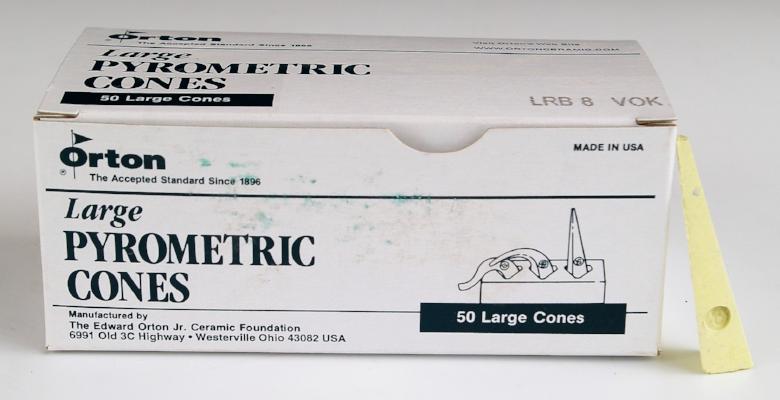 Orton
The Accepted Standard Since 1896
Visit Orton's Web Site
WWW.ORTONCERAMIC.COM
Large
PYROMETRIC
CONES
50 Large Cones
LRB 8 VOK
Orton
®
The Accepted Standard Since 1896
MADE IN USA
Large
PYROMETRIC
CONES
50 Large Cones
Manufactured by
The Edward Orton Jr. Ceramic Foundation
6991 Old 3C Highway • Westerville Ohio 43082 USA